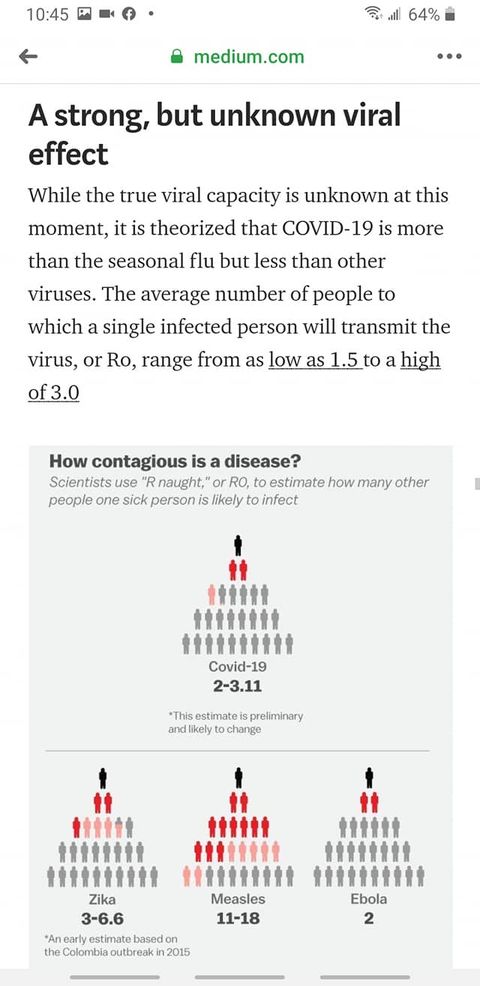 10:45
64%
medium.com
A strong, but unknown viral
effect
While the true viral capacity is unknown at this
moment, it is theorized that COVID-19 is more
than the seasonal flu but less than other
viruses. The average number of people to
which a single infected person will transmit the
virus, or Ro, range from as low as 1.5 to a high
of 3.0
How contagious is a disease?
Scientists use "R naught," or R0, to estimate how many other
people one sick person is likely to infect
Covid-19
2-3.11
*This estimate is preliminary
and likely to change
Zika
3-6.6
*An early estimate based on
the Colombia outbreak in 2015
Measles
11-18
Ebola
2